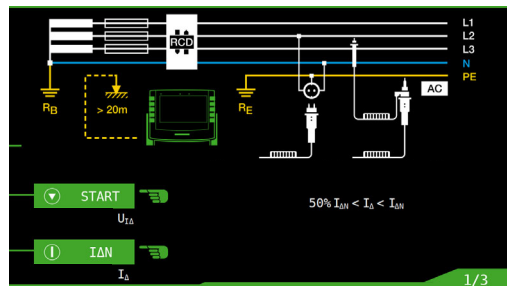 L1
L2
RCD
L3
N
PE
AC
RB
> 20m
RE
START
UIΔ
50% IΔN < IΔ < IΔN
IΔN
IΔ
1/3